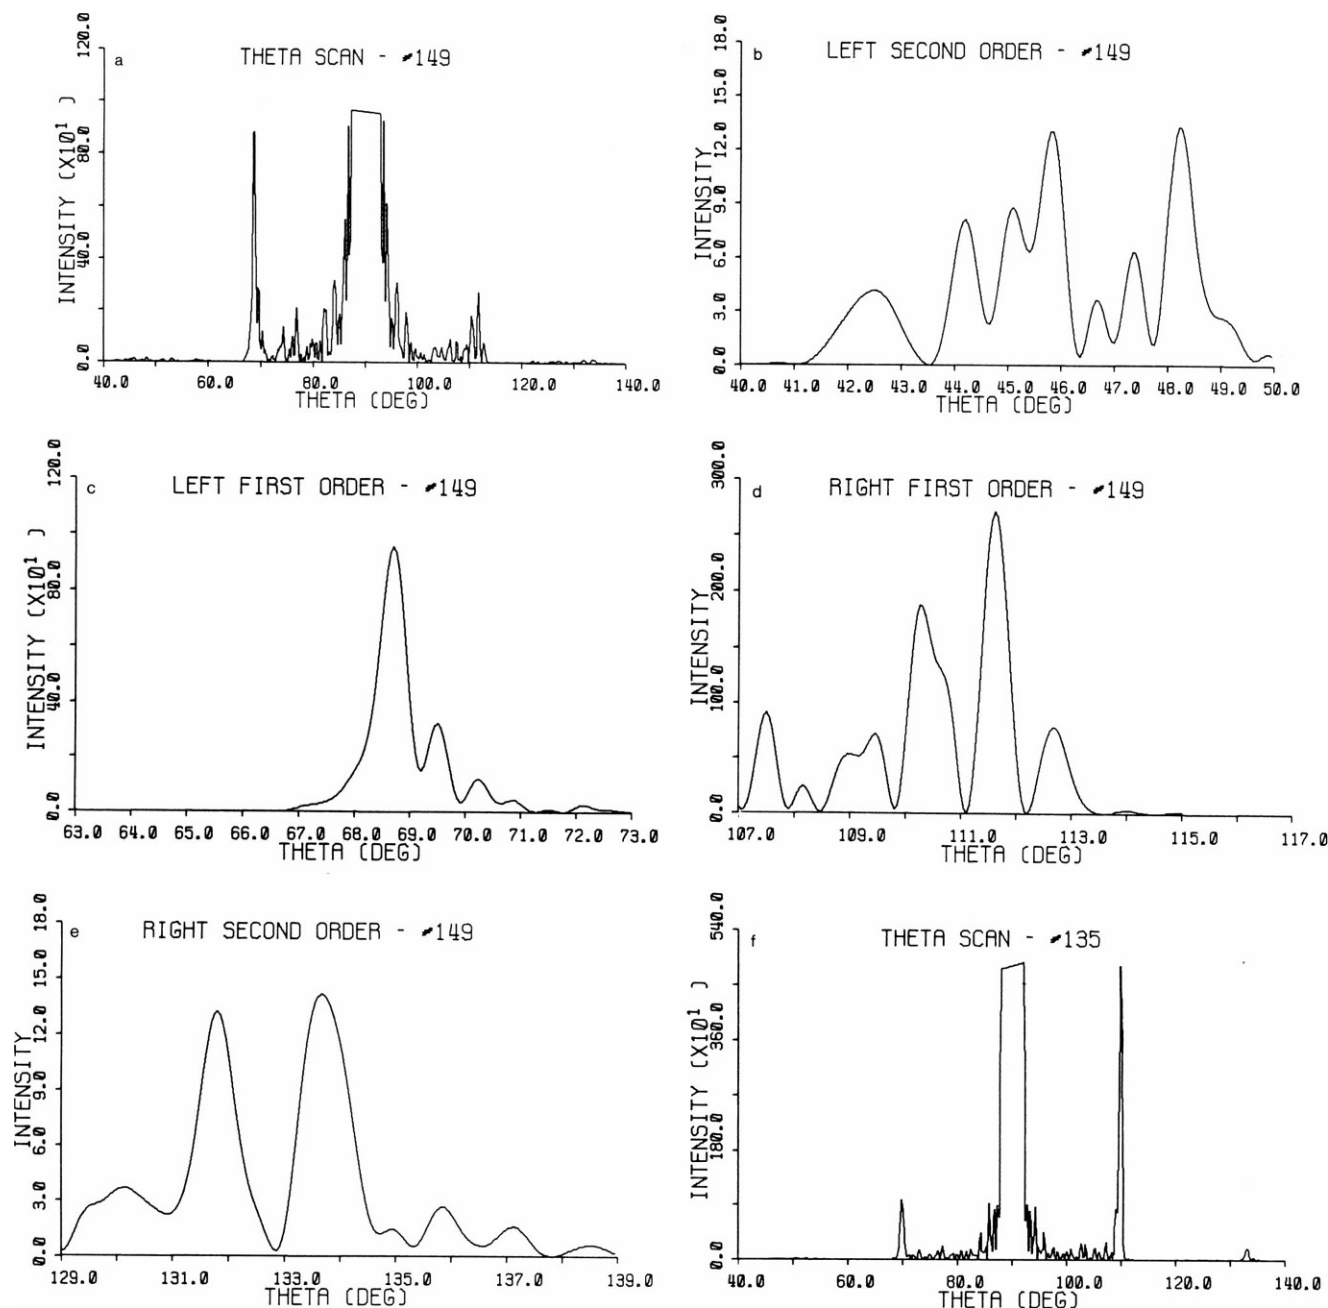 a THETA SCAN - #149
INTENSITY (X10¹ )
0.0 40.0 80.0 120.0
40.0 60.0 80.0 100.0 120.0 140.0
THETA (DEG)
b LEFT SECOND ORDER - #149
INTENSITY
0.0 3.0 6.0 9.0 12.0 15.0 18.0
40.0 41.0 42.0 43.0 44.0 45.0 46.0 47.0 48.0 49.0 50.0
THETA (DEG)
c LEFT FIRST ORDER - #149
INTENSITY (X10¹ )
0.0 40.0 80.0 120.0
63.0 64.0 65.0 66.0 67.0 68.0 69.0 70.0 71.0 72.0 73.0
THETA (DEG)
d RIGHT FIRST ORDER - #149
INTENSITY
0.0 100.0 200.0 300.0
107.0 109.0 111.0 113.0 115.0 117.0
THETA (DEG)
e RIGHT SECOND ORDER - #149
INTENSITY
0.0 3.0 6.0 9.0 12.0 15.0 18.0
129.0 131.0 133.0 135.0 137.0 139.0
THETA (DEG)
f THETA SCAN - #135
INTENSITY (X10¹ )
0.0 180.0 360.0 540.0
40.0 60.0 80.0 100.0 120.0 140.0
THETA (DEG)